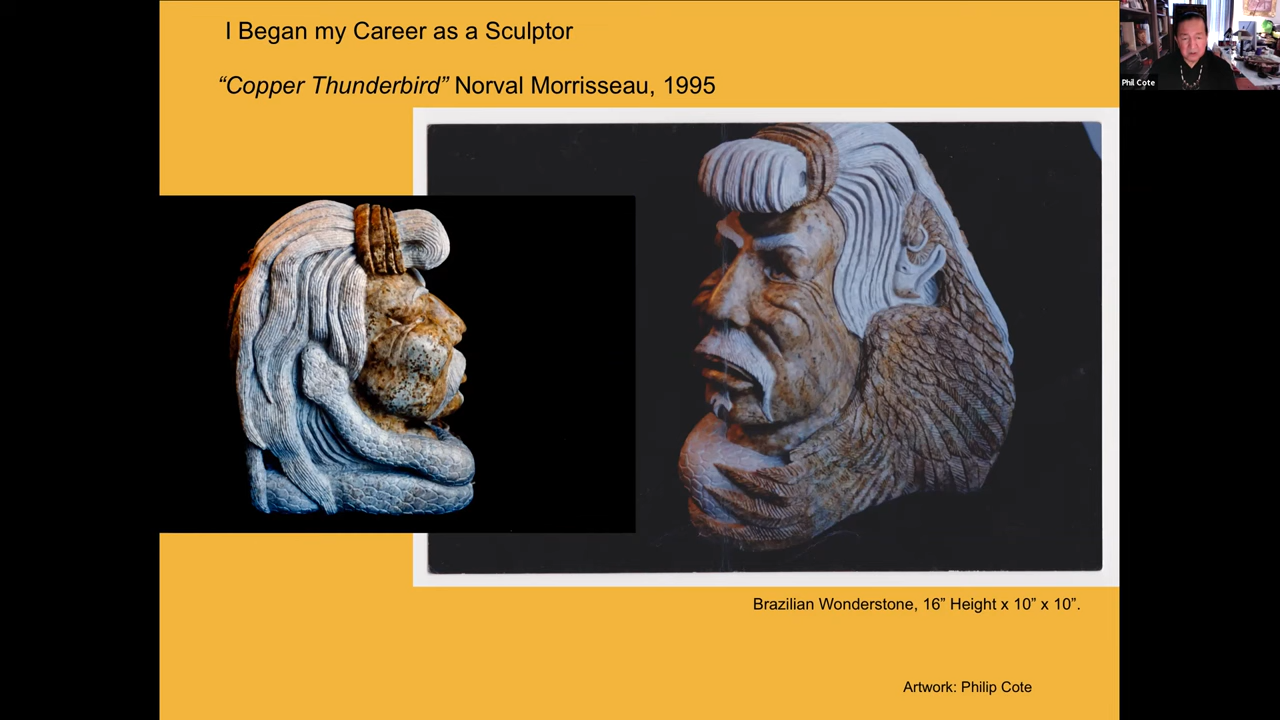 I Began my Career as a Sculptor
“Copper Thunderbird” Norval Morrisseau, 1995
Phil Cote
Brazilian Wonderstone, 16” Height x 10” x 10”.
Artwork: Philip Cote